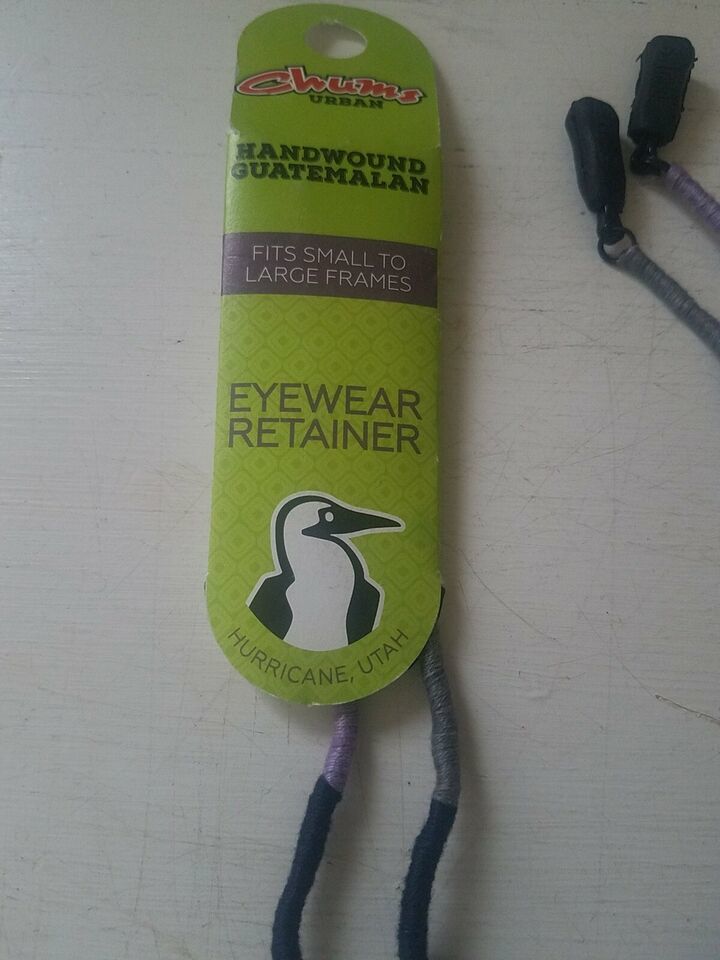 Chums
URBAN
HANDWOUND
GUATEMALAN
FITS SMALL TO
LARGE FRAMES
EYEWEAR
RETAINER
HURRICANE, UTAH